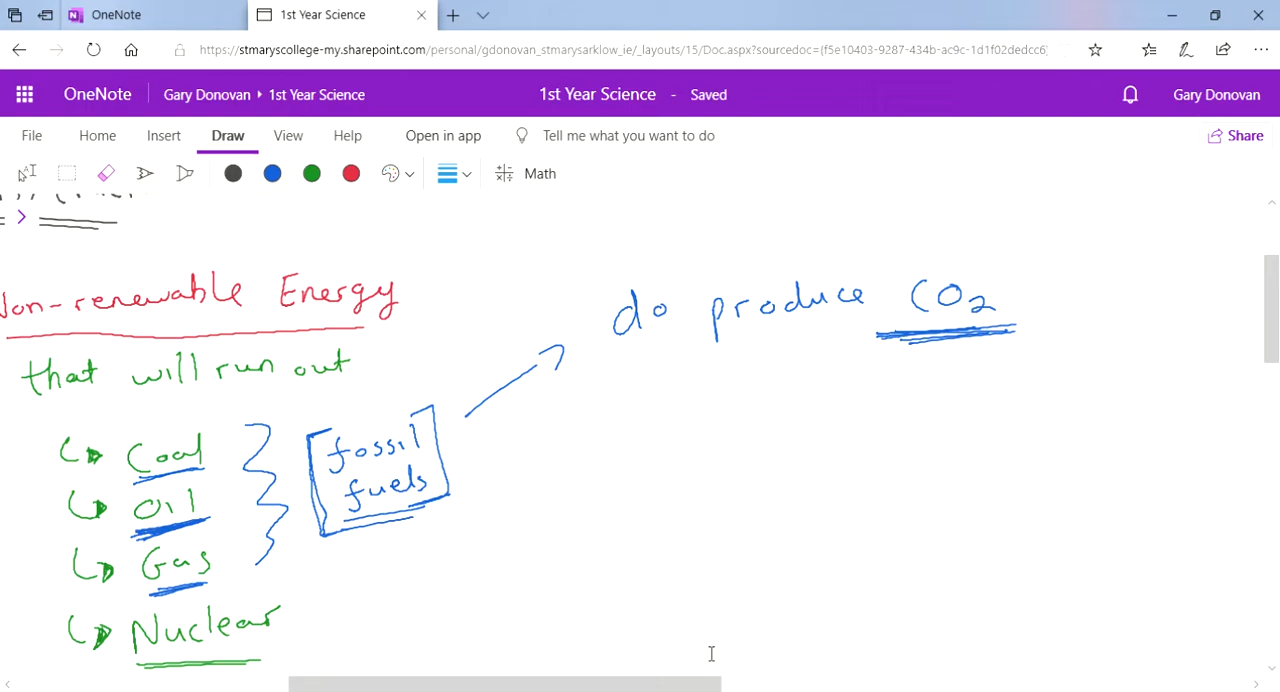 OneNote
1st Year Science
https://stmaryscollege-my.sharepoint.com/personal/gdonovan_stmarysarklow_ie/_layouts/15/Doc.aspx?sourcedoc={f5e10403-9287-434b-ac9c-1d1f02dedcc6}
OneNote Gary Donovan 1st Year Science 1st Year Science - Saved Gary Donovan
File Home Insert Draw View Help Open in app Tell me what you want to do Share
Math
Non-renewable Energy
do produce CO2
that will run out
Coal
fossil
fuels
Oil
Gas
Nuclear